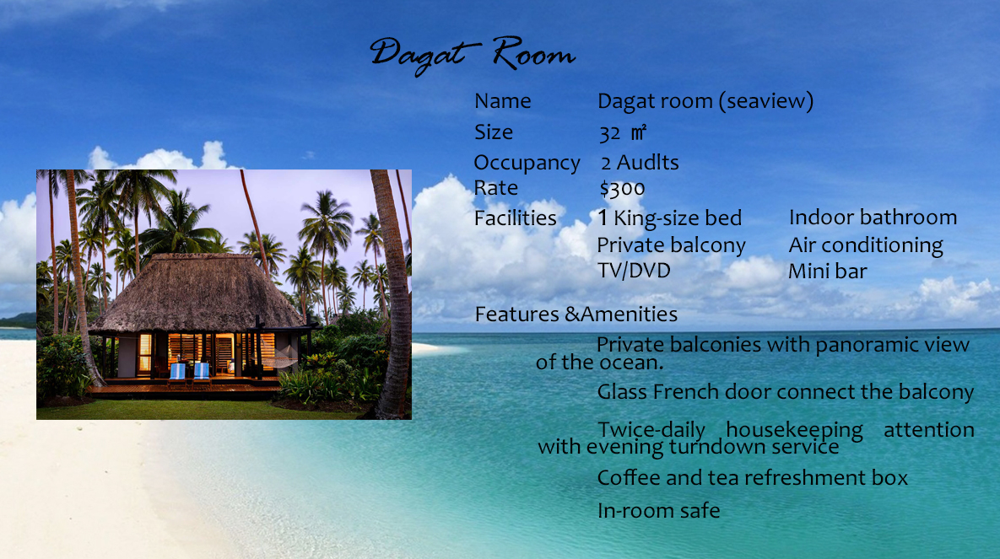 Dagat Room
Name Dagat room (seaview)
Size 32 ㎡
Occupancy 2 Audlts
Rate $300
Facilities 1 King-size bed Indoor bathroom
Private balcony Air conditioning
TV/DVD Mini bar
Features &Amenities
Private balconies with panoramic view
of the ocean.
Glass French door connect the balcony
Twice-daily housekeeping attention
with evening turndown service
Coffee and tea refreshment box
In-room safe